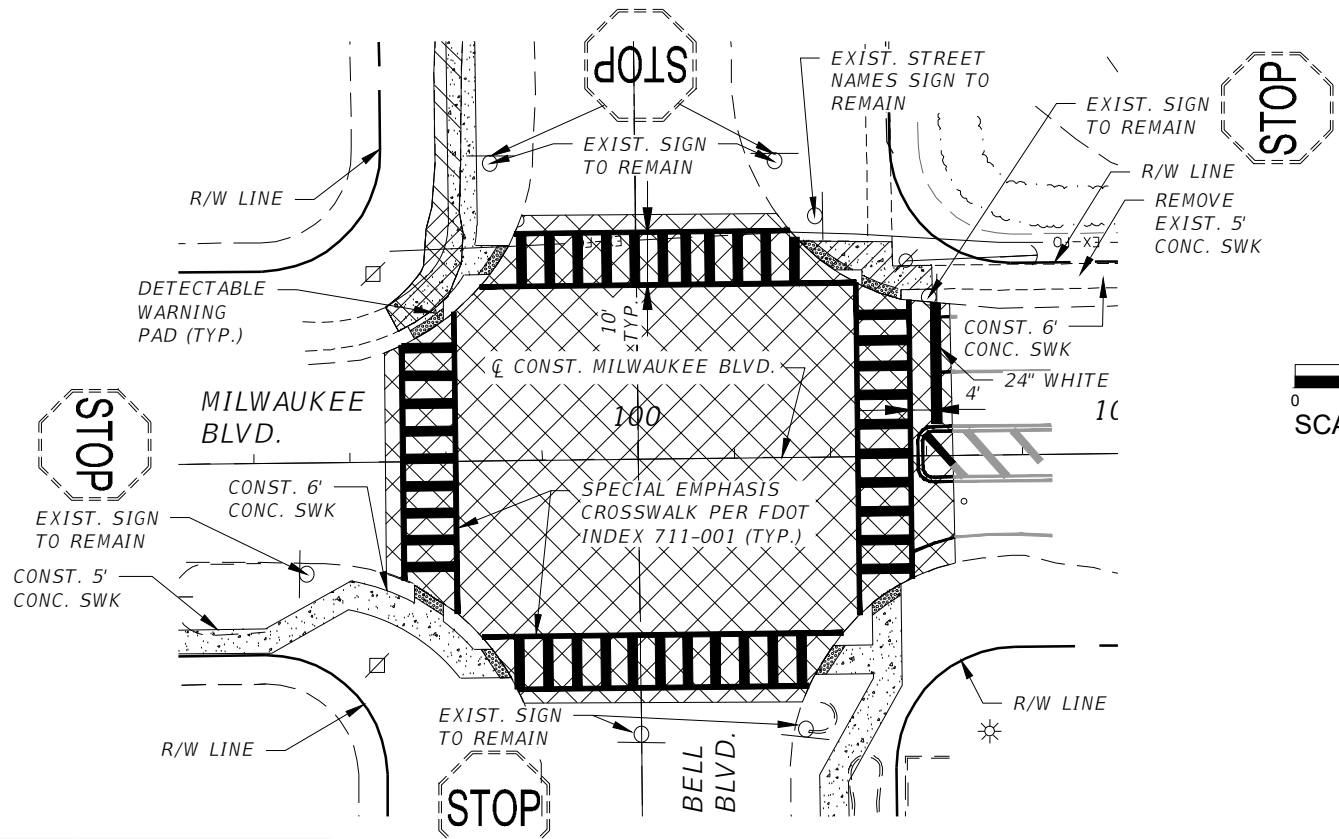 STOP
EXIST. STREET
NAMES SIGN TO
REMAIN
EXIST. SIGN
TO REMAIN
STOP
EXIST. SIGN
TO REMAIN
R/W LINE
R/W LINE
REMOVE
EXIST. 5'
CONC. SWK
DETECTABLE
WARNING
PAD (TYP.)
10'
TYP.
CONST. 6'
CONC. SWK
℄ CONST. MILWAUKEE BLVD.
24" WHITE
4'
MILWAUKEE
BLVD.
100
10
0
SCA
STOP
CONST. 6'
CONC. SWK
SPECIAL EMPHASIS
CROSSWALK PER FDOT
INDEX 711-001 (TYP.)
EXIST. SIGN
TO REMAIN
CONST. 5'
CONC. SWK
R/W LINE
EXIST. SIGN
TO REMAIN
R/W LINE
BELL
BLVD.
STOP